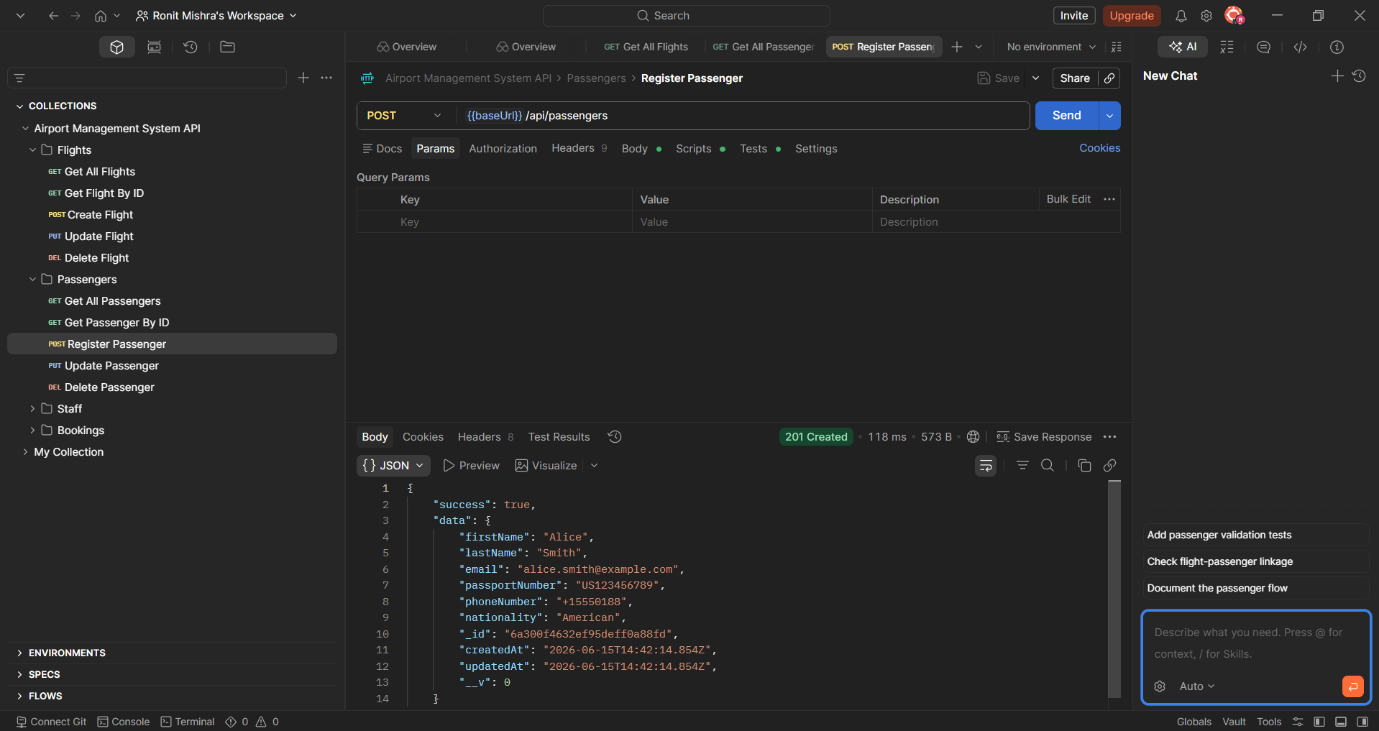 Ronit Mishra's Workspace
Search
Invite
Upgrade
Overview
Overview
GET Get All Flights
GET Get All Passenger
POST Register Passen
No environment
AI
Airport Management System API > Passengers > Register Passenger
Save
Share
New Chat
COLLECTIONS
Airport Management System API
Flights
GET Get All Flights
GET Get Flight By ID
POST Create Flight
PUT Update Flight
DEL Delete Flight
Passengers
GET Get All Passengers
GET Get Passenger By ID
POST Register Passenger
PUT Update Passenger
DEL Delete Passenger
Staff
Bookings
My Collection
ENVIRONMENTS
SPECS
FLOWS
POST
{{baseUrl}} /api/passengers
Send
Docs Params Authorization Headers 9 Body Scripts Tests Settings
Cookies
Query Params
Key Value Description Bulk Edit
Key Value Description
Body Cookies Headers 8 Test Results
201 Created 118 ms 573 B
e.g. Save Response
{} JSON Preview Visualize
1 {
2 "success": true,
3 "data": {
4 "firstName": "Alice",
5 "lastName": "Smith",
6 "email": "alice.smith@example.com",
7 "passportNumber": "US123456789",
8 "phoneNumber": "+15550188",
9 "nationality": "American",
10 "_id": "6a300f4632ef95deff0a88fd",
11 "createdAt": "2026-06-15T14:42:14.854Z",
12 "updatedAt": "2026-06-15T14:42:14.854Z",
13 "__v": 0
14 }
Add passenger validation tests
Check flight-passenger linkage
Document the passenger flow
Describe what you need. Press @ for
context, / for Skills.
Auto
Connect Git Console Terminal 0 0
Globals Vault Tools